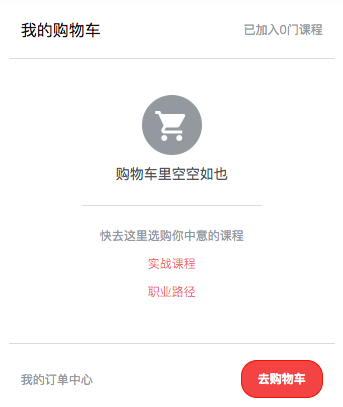 我的购物车
已加入0门课程
购物车里空空如也
快去这里选购你中意的课程
实战课程
职业路径
我的订单中心
去购物车